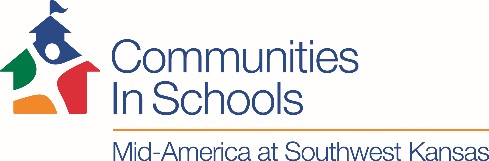 Communities
In Schools
Mid-America at Southwest Kansas